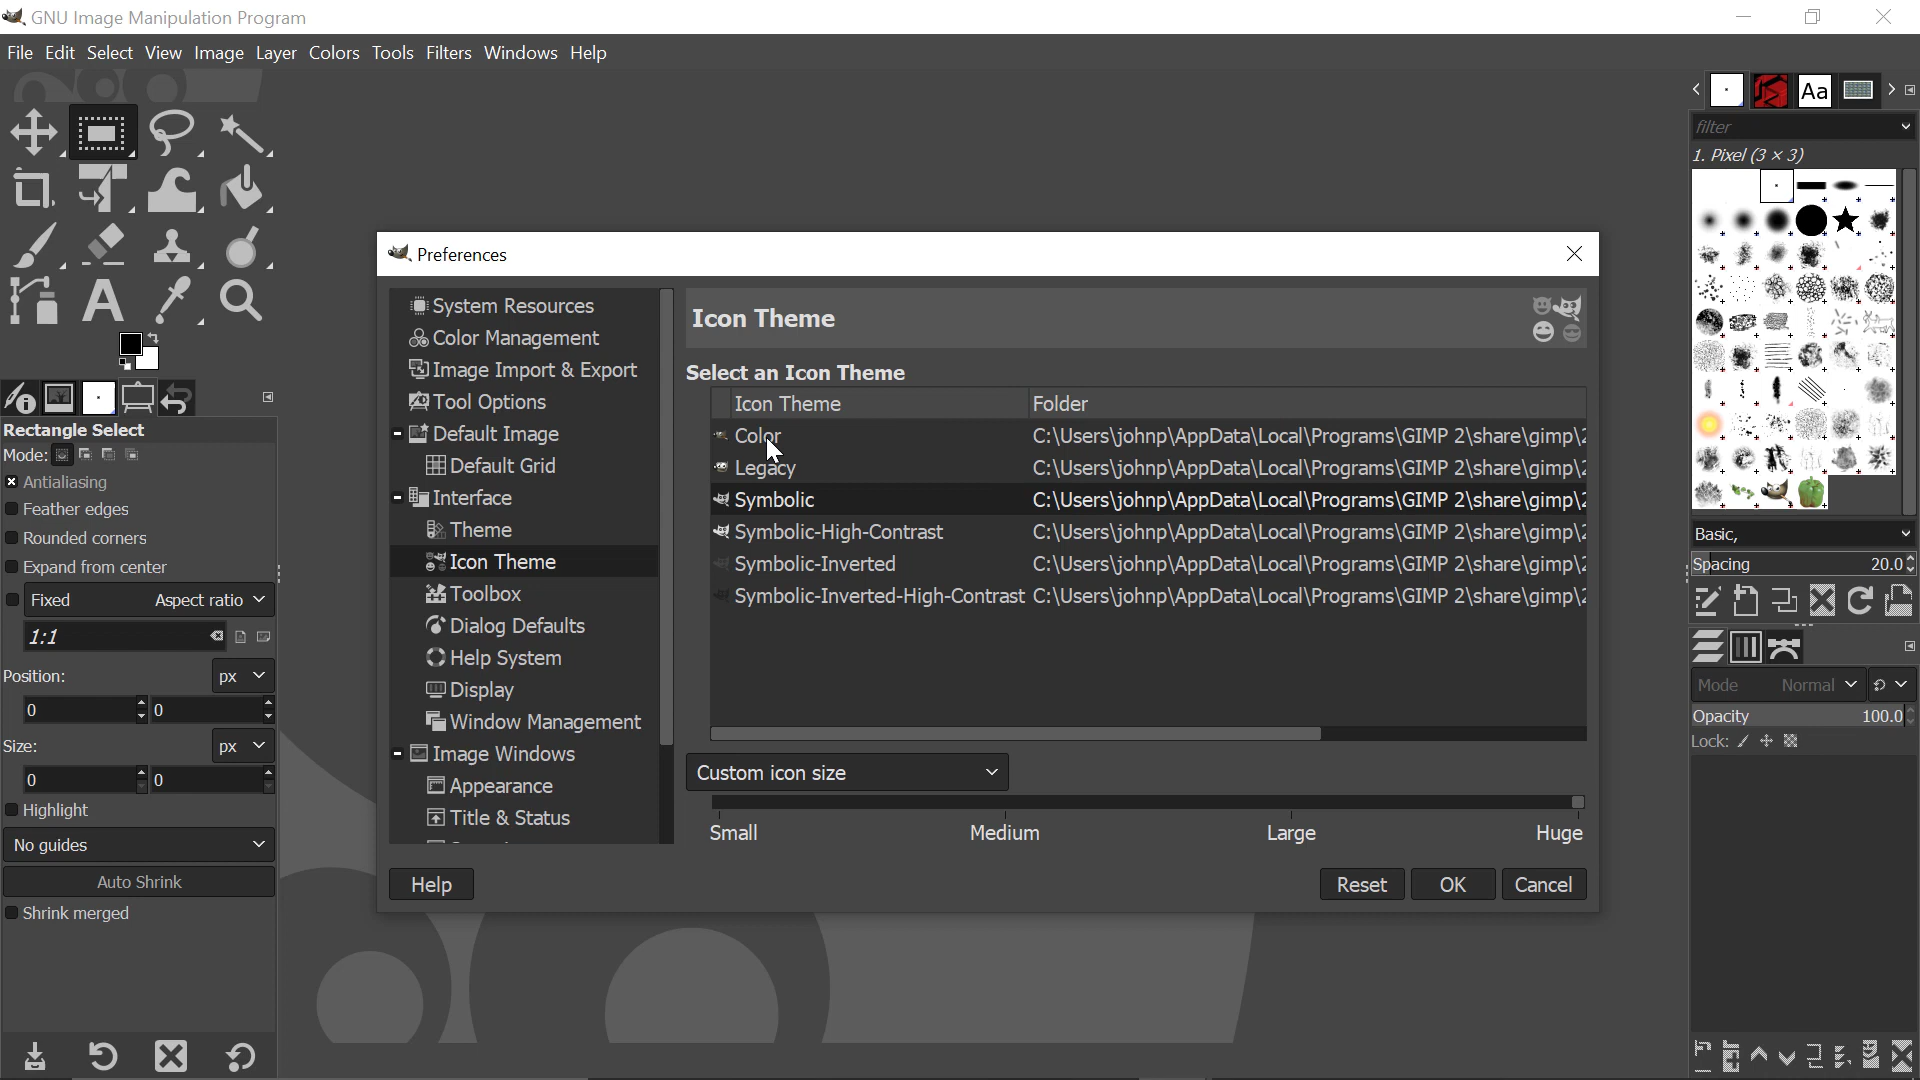 GNU Image Manipulation Program
File Edit Select View Image Layer Colors Tools Filters Windows Help
Rectangle Select
Mode:
Antialiasing
Feather edges
Rounded corners
Expand from center
Fixed Aspect ratio
1:1
Position: px
0 0
Size: px
0 0
Highlight
No guides
Auto Shrink
Shrink merged
Preferences
System Resources
Color Management
Image Import & Export
Tool Options
Default Image
Default Grid
Interface
Theme
Icon Theme
Toolbox
Dialog Defaults
Help System
Display
Window Management
Image Windows
Appearance
Title & Status
Icon Theme
Select an Icon Theme
Icon Theme Folder
Color C:\Users\johnp\AppData\Local\Programs\GIMP 2\share\gimp\2
Legacy C:\Users\johnp\AppData\Local\Programs\GIMP 2\share\gimp\2
Symbolic C:\Users\johnp\AppData\Local\Programs\GIMP 2\share\gimp\2
Symbolic-High-Contrast C:\Users\johnp\AppData\Local\Programs\GIMP 2\share\gimp\2
Symbolic-Inverted C:\Users\johnp\AppData\Local\Programs\GIMP 2\share\gimp\2
Symbolic-Inverted-High-Contrast C:\Users\johnp\AppData\Local\Programs\GIMP 2\share\gimp\2
Custom icon size
Small Medium Large Huge
Help Reset OK Cancel
Aa
filter
1. Pixel (3 × 3)
Basic,
Spacing 20.0
Mode Normal
Opacity 100.0
Lock: